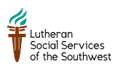 Lutheran
Social Services
of the Southwest